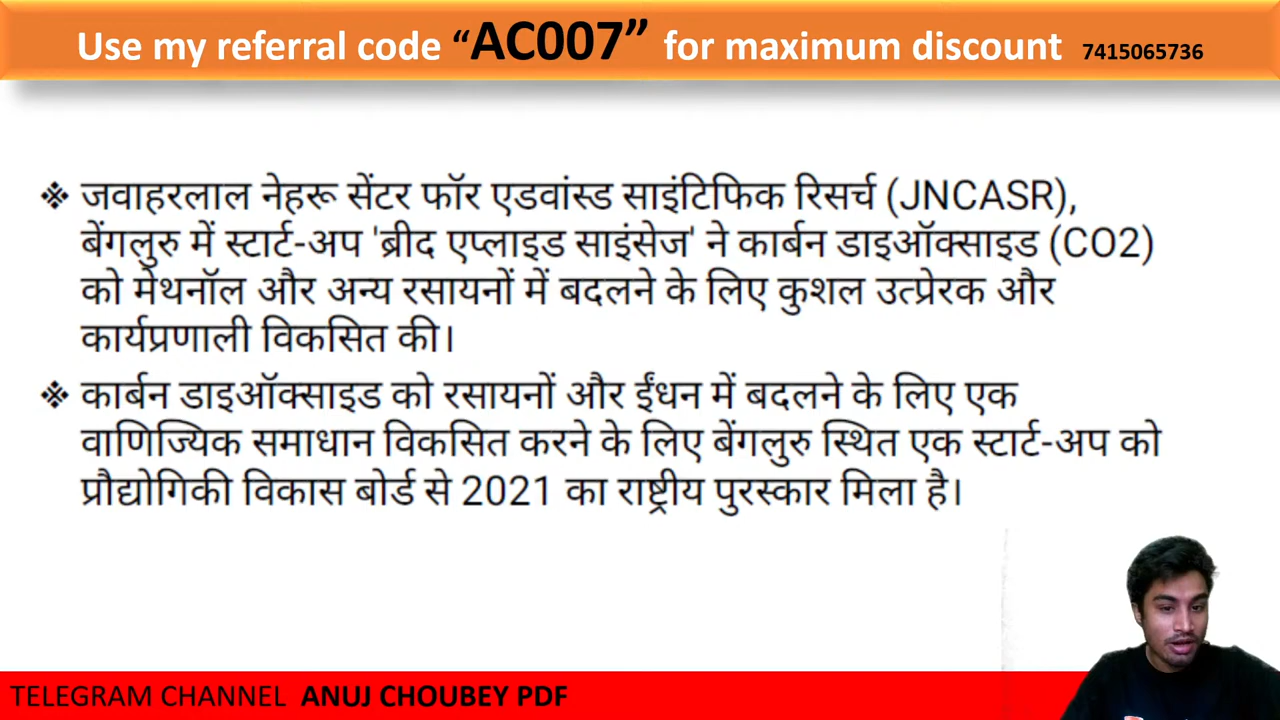 Use my referral code “AC007” for maximum discount 7415065736
❖ जवाहरलाल नेहरू सेंटर फॉर एडवांस्ड साइंटिफिक रिसर्च (JNCASR),
बेंगलुरु में स्टार्ट-अप 'ब्रीद एप्लाइड साइंसेज' ने कार्बन डाइऑक्साइड (CO2)
को मेथनॉल और अन्य रसायनों में बदलने के लिए कुशल उत्प्रेरक और
कार्यप्रणाली विकसित की।
❖ कार्बन डाइऑक्साइड को रसायनों और ईंधन में बदलने के लिए एक
वाणिज्यिक समाधान विकसित करने के लिए बेंगलुरु स्थित एक स्टार्ट-अप को
प्रौद्योगिकी विकास बोर्ड से 2021 का राष्ट्रीय पुरस्कार मिला है।
TELEGRAM CHANNEL ANUJ CHOUBEY PDF